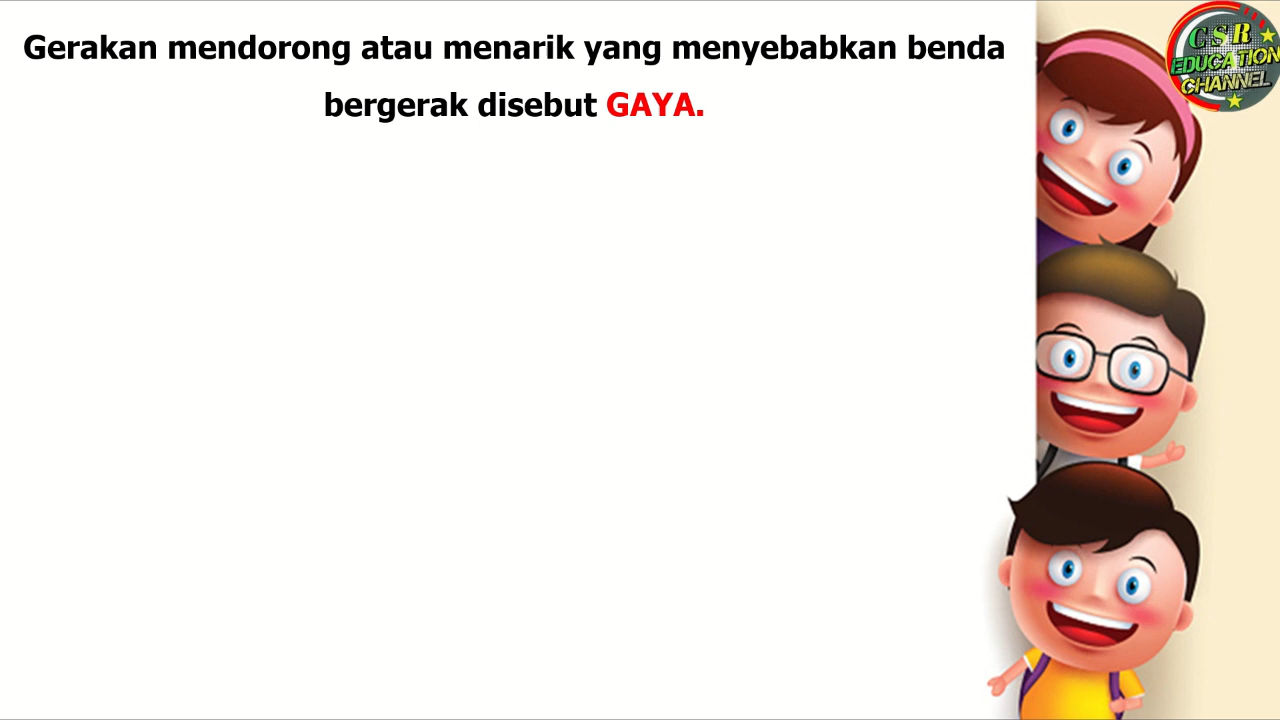 Gerakan mendorong atau menarik yang menyebabkan benda
bergerak disebut GAYA.
CSR
EDUCATION
CHANNEL